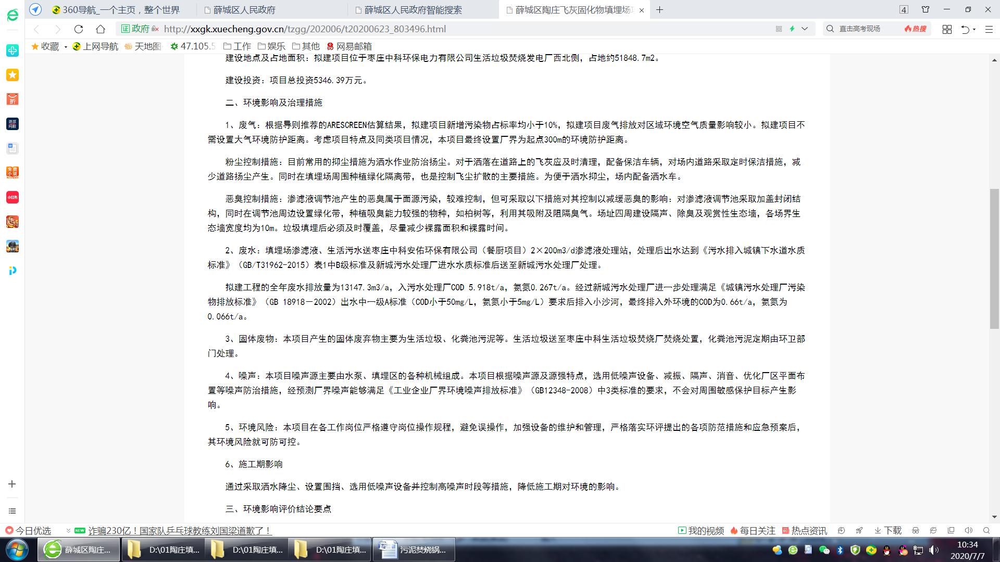 360导航_一个主页，整个世界
薛城区人民政府
薛城区人民政府智能搜索
薛城区陶庄飞灰固化物填埋场
4
证 政府
http://xxgk.xuecheng.gov.cn/tzgg/202006/t20200623_803496.html
直击高考现场
热搜
收藏
上网导航
天地图
47.105.5
工作
娱乐
其他
网易邮箱
建设地点及占地面积：拟建项目位于枣庄中科环保电力有限公司生活垃圾焚烧发电厂西北侧，占地约51848.7m2。
建设投资：项目总投资5346.39万元。
二、环境影响及治理措施
1、废气：根据导则推荐的ARESCREEN估算结果，拟建项目新增污染物占标率均小于10%，拟建项目废气排放对区域环境空气质量影响较小。拟建项目不
需设置大气环境防护距离。考虑项目特点及同类项目情况，本项目最终设置厂界为起点300m的环境防护距离。
粉尘控制措施：目前常用的抑尘措施为洒水作业防治扬尘。对于洒落在道路上的飞灰应及时清理，配备保洁车辆，对场内道路采取定时保洁措施，减
少道路扬尘产生。同时在填埋场周围种植绿化隔离带，也是控制飞尘扩散的主要措施。为便于洒水抑尘，场内配备洒水车。
恶臭控制措施：渗滤液调节池产生的恶臭属于面源污染，较难控制，但可采取以下措施对其控制以减缓恶臭的影响：对渗滤液调节池采取加盖封闭结
构，同时在调节池周边设置绿化带，种植吸臭能力较强的物种，如柏树等，利用其吸附及阻隔臭气。场址四周建设隔声、除臭及观赏性生态墙，各场界生
态墙宽度均为10m。垃圾填埋后必须及时覆盖，尽量减少裸露面积和裸露时间。
2、废水：填埋场渗滤液、生活污水送枣庄中科安佑环保有限公司（餐厨项目）2×200m3/d渗滤液处理站，处理后出水达到《污水排入城镇下水道水质
标准》（GB/T31962-2015）表1中B级标准及新城污水处理厂进水水质标准后送至新城污水处理厂处理。
拟建工程的全年废水排放量为13147.3m3/a，入污水处理厂COD 5.918t/a，氨氮0.267t/a。经过新城污水处理厂进一步处理满足《城镇污水处理厂污染
物排放标准》（GB 18918－2002）出水中一级A标准（COD小于50mg/L，氨氮小于5mg/L）要求后排入小沙河，最终排入外环境的COD为0.66t/a，氨氮为
0.066t/a。
3、固体废物：本项目产生的固体废弃物主要为生活垃圾、化粪池污泥等。生活垃圾送至枣庄中科生活垃圾焚烧厂焚烧处置，化粪池污泥定期由环卫部
门处理。
4、噪声：本项目噪声源主要由水泵、填埋区的各种机械组成。本项目根据噪声源及源强特点，选用低噪声设备、减振、隔声、消音、优化厂区平面布
置等噪声防治措施，经预测厂界噪声能够满足《工业企业厂界环境噪声排放标准》（GB12348-2008）中3类标准的要求，不会对周围敏感保护目标产生影
响。
5、环境风险：本项目在各工作岗位严格遵守岗位操作规程，避免误操作，加强设备的维护和管理，严格落实环评提出的各项防范措施和应急预案后，
其环境风险就可防可控。
6、施工期影响
通过采取洒水降尘、设置围挡、选用低噪声设备并控制高噪声时段等措施，降低施工期对环境的影响。
三、环境影响评价结论要点
今日优选
NEW
诈骗230亿！国家队乒乓球教练刘国梁道歉了！
我的视频
每日关注
热点资讯
下载
薛城区陶庄...
D:\01陶庄填...
D:\01陶庄填...
D:\01陶庄填...
污泥焚烧锅...
10:34
2020/7/7